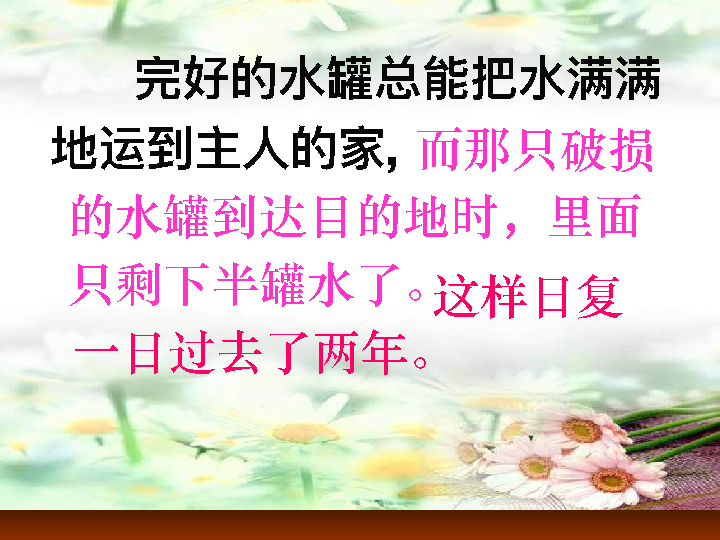 完好的水罐总能把水满满
地运到主人的家，而那只破损
的水罐到达目的地时，里面
只剩下半罐水了。这样日复
一日过去了两年。